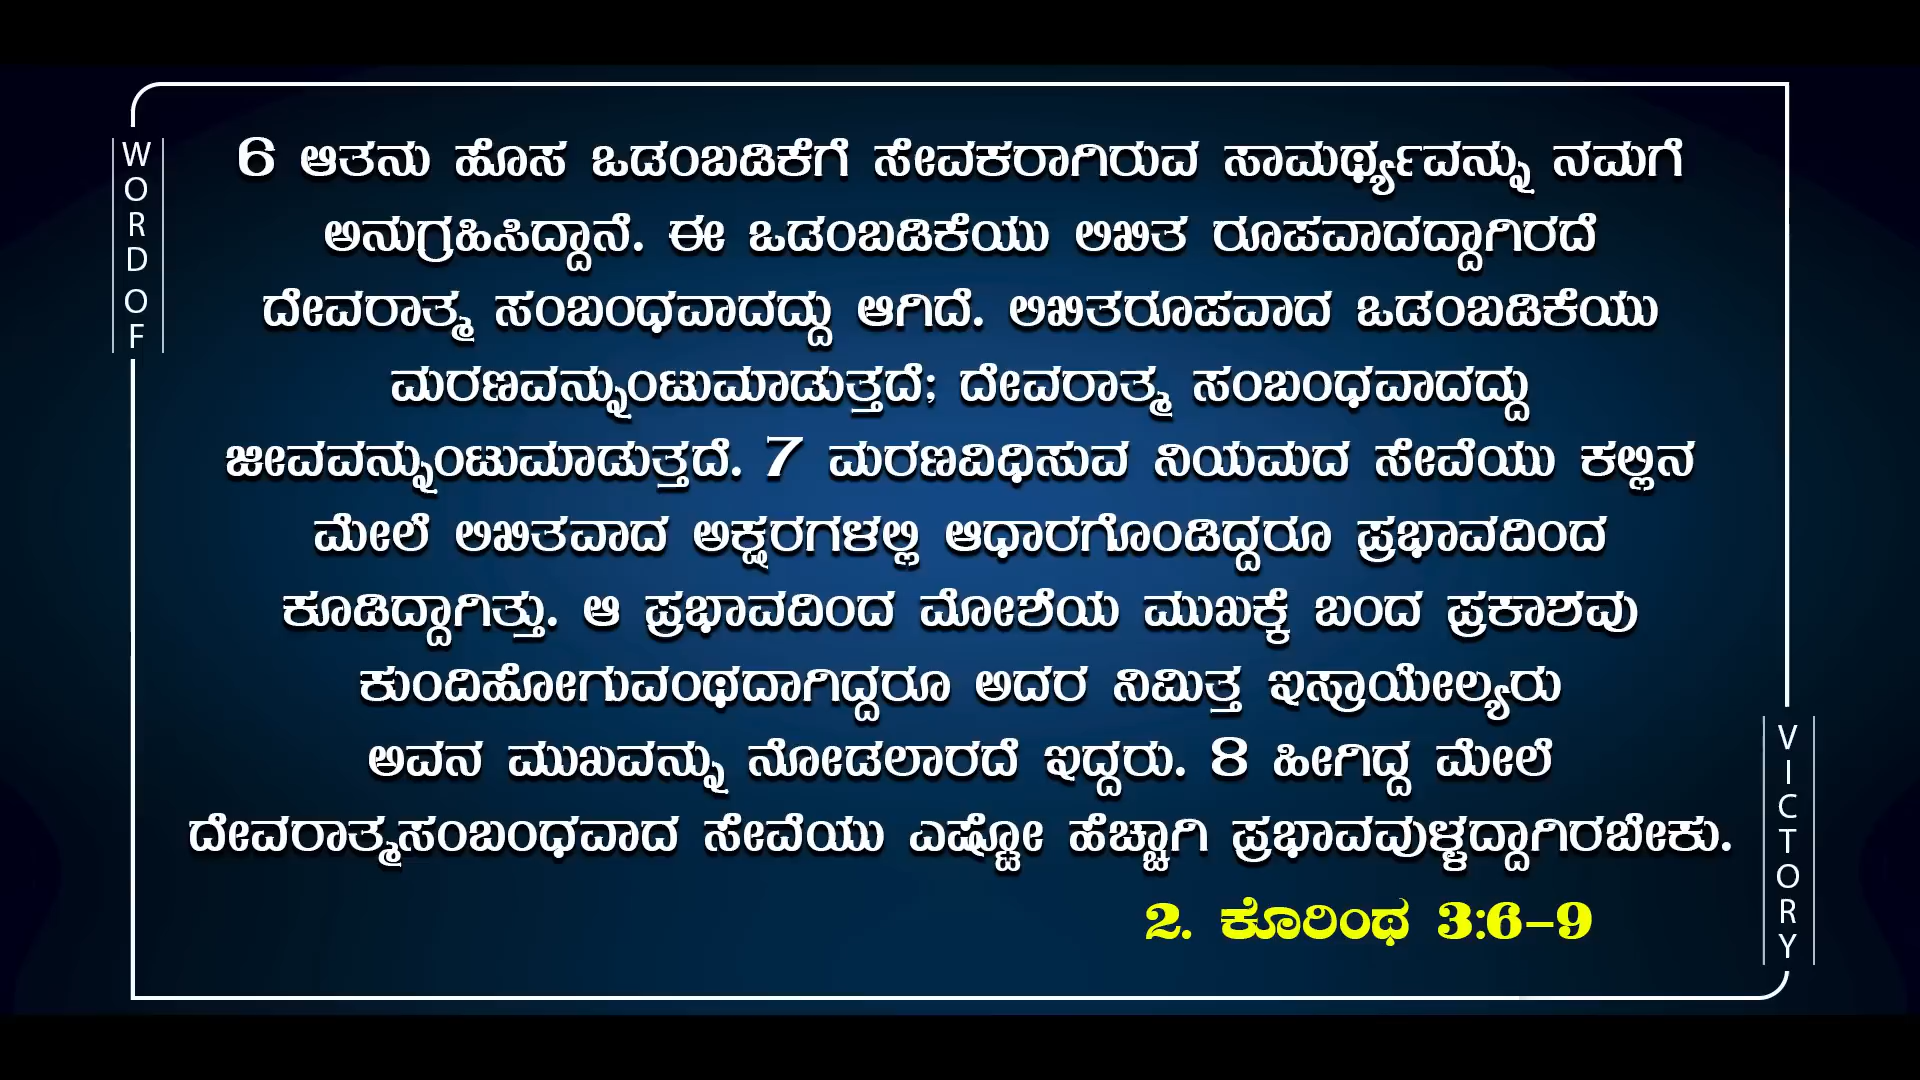 WORD OF
6 ಆತನು ಹೊಸ ಒಡಂಬಡಿಕೆಗೆ ಸೇವಕರಾಗಿರುವ ಸಾಮರ್ಥ್ಯವನ್ನು ನಮಗೆ
ಅನುಗ್ರಹಿಸಿದ್ದಾನೆ. ಈ ಒಡಂಬಡಿಕೆಯು ಲಿಖಿತ ರೂಪವಾದದ್ದಾಗಿರದೆ
ದೇವರಾತ್ಮ ಸಂಬಂಧವಾದದ್ದು ಆಗಿದೆ. ಲಿಖಿತರೂಪವಾದ ಒಡಂಬಡಿಕೆಯು
ಮರಣವನ್ನುಂಟುಮಾಡುತ್ತದೆ; ದೇವರಾತ್ಮ ಸಂಬಂಧವಾದದ್ದು
ಜೀವವನ್ನುಂಟುಮಾಡುತ್ತದೆ. 7 ಮರಣವಿಧಿಸುವ ನಿಯಮದ ಸೇವೆಯು ಕಲ್ಲಿನ
ಮೇಲೆ ಲಿಖಿತವಾದ ಅಕ್ಷರಗಳಲ್ಲಿ ಆಧಾರಗೊಂಡಿದ್ದರೂ ಪ್ರಭಾವದಿಂದ
ಕೂಡಿದ್ದಾಗಿತ್ತು. ಆ ಪ್ರಭಾವದಿಂದ ಮೋಶೆಯ ಮುಖಕ್ಕೆ ಬಂದ ಪ್ರಕಾಶವು
ಕುಂದಿಹೋಗುವಂಥದಾಗಿದ್ದರೂ ಅದರ ನಿಮಿತ್ತ ಇಸ್ರಾಯೇಲ್ಯರು
ಅವನ ಮುಖವನ್ನು ನೋಡಲಾರದೆ ಇದ್ದರು. 8 ಹೀಗಿದ್ದ ಮೇಲೆ
ದೇವರಾತ್ಮಸಂಬಂಧವಾದ ಸೇವೆಯು ಎಷ್ಟೋ ಹೆಚ್ಚಾಗಿ ಪ್ರಭಾವವುಳ್ಳದ್ದಾಗಿರಬೇಕು.
2. ಕೊರಿಂಥ 3:6-9
VICTORY